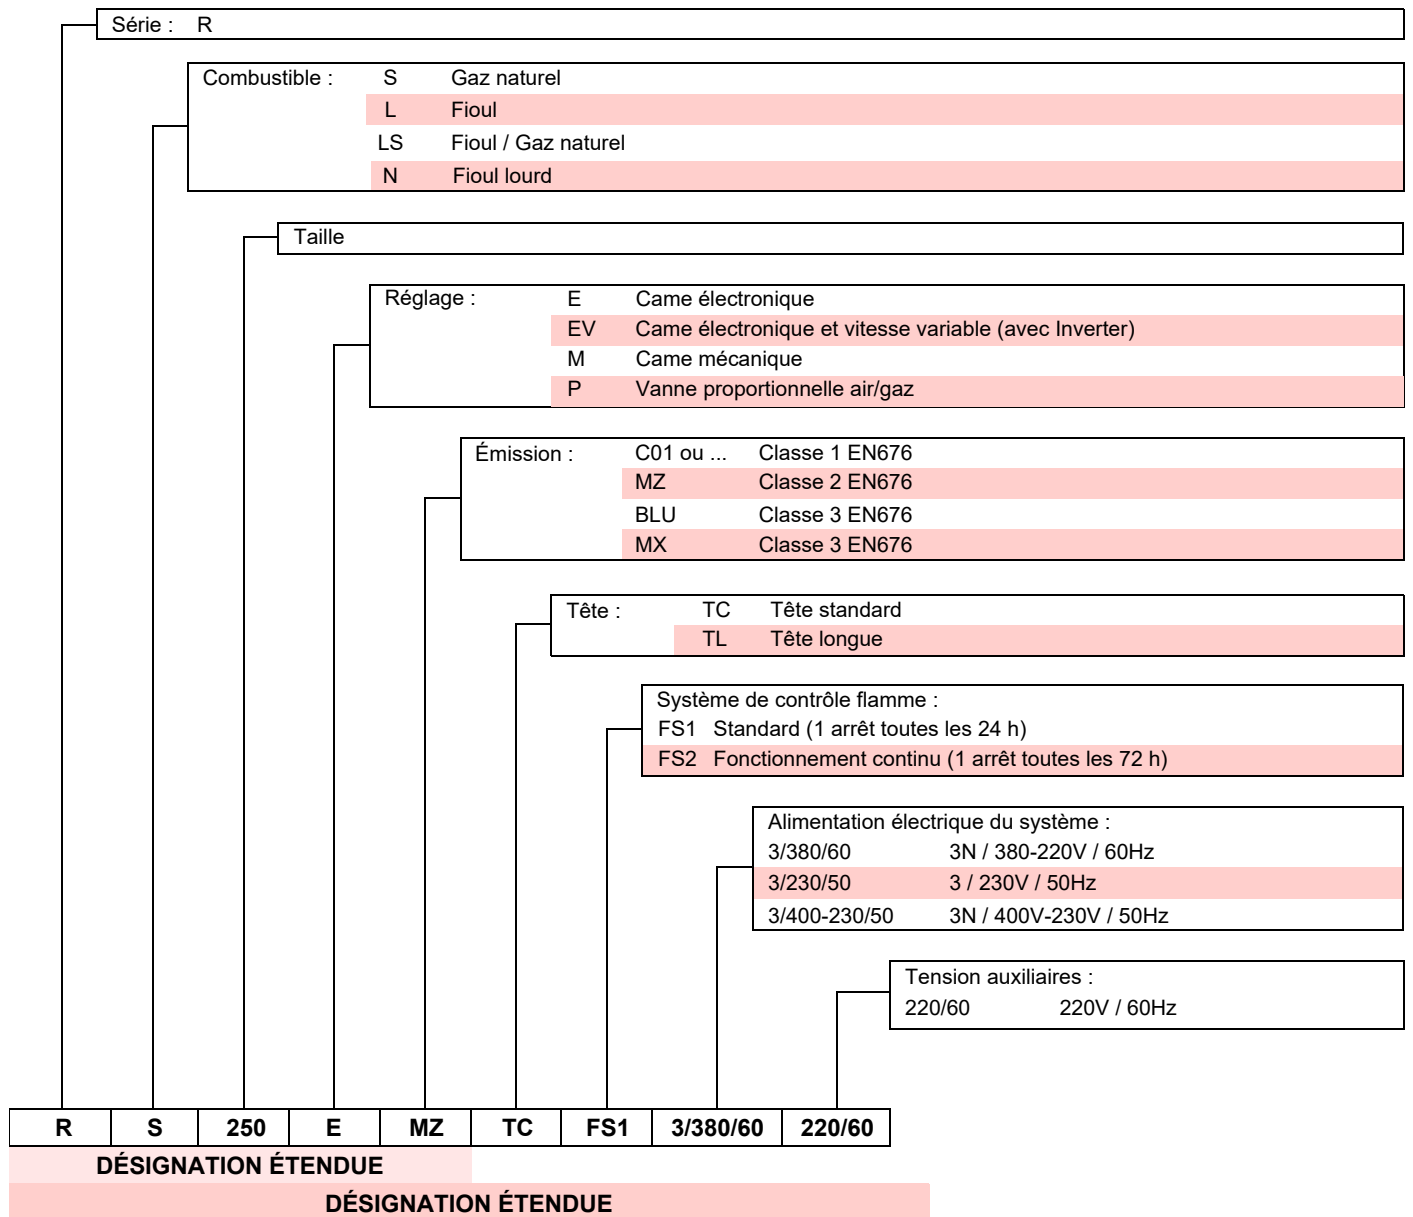 Série : R
Combustible : S Gaz naturel
L Fioul
LS Fioul / Gaz naturel
N Fioul lourd
Taille
Réglage : E Came électronique
EV Came électronique et vitesse variable (avec Inverter)
M Came mécanique
P Vanne proportionnelle air/gaz
Émission : C01 ou ... Classe 1 EN676
MZ Classe 2 EN676
BLU Classe 3 EN676
MX Classe 3 EN676
Tête : TC Tête standard
TL Tête longue
Système de contrôle flamme :
FS1 Standard (1 arrêt toutes les 24 h)
FS2 Fonctionnement continu (1 arrêt toutes les 72 h)
Alimentation électrique du système :
3/380/60 3N / 380-220V / 60Hz
3/230/50 3 / 230V / 50Hz
3/400-230/50 3N / 400V-230V / 50Hz
Tension auxiliaires :
220/60 220V / 60Hz
R S 250 E MZ TC FS1 3/380/60 220/60
DÉSIGNATION ÉTENDUE
DÉSIGNATION ÉTENDUE